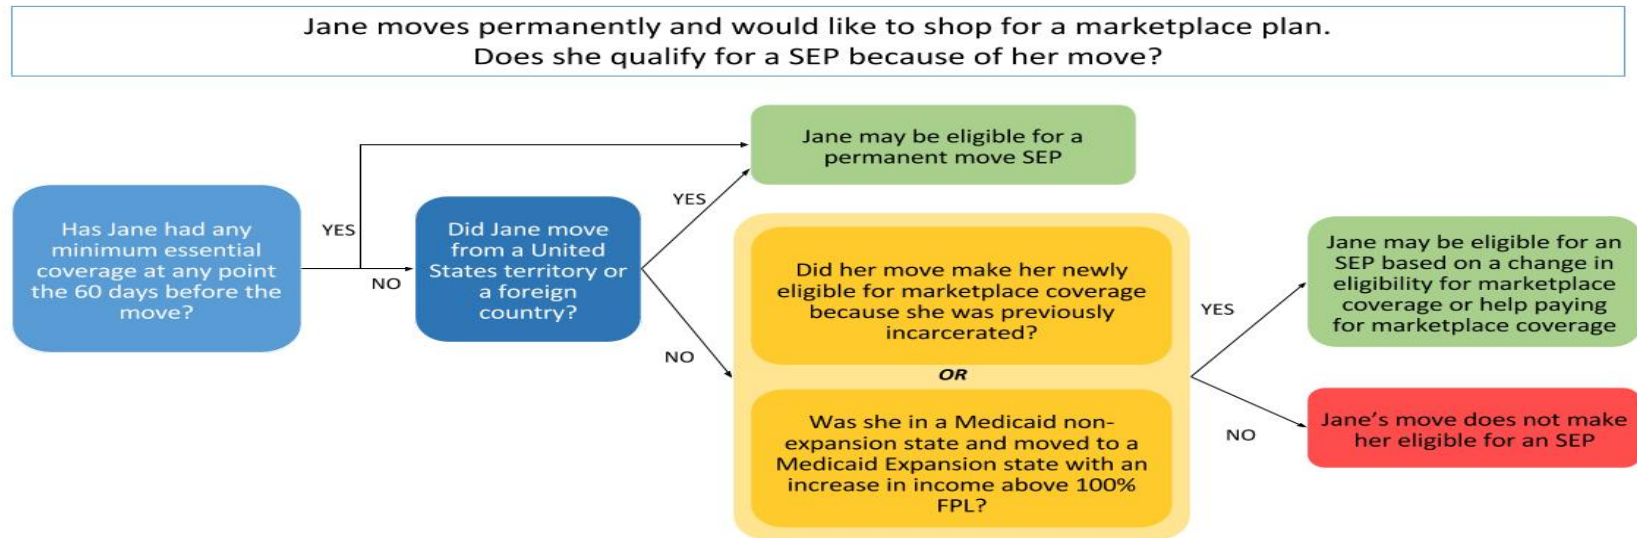 Jane moves permanently and would like to shop for a marketplace plan.
Does she qualify for a SEP because of her move?
Has Jane had any
minimum essential
coverage at any point
the 60 days before the
move?
YES
NO
Did Jane move
from a United
States territory or
a foreign
country?
YES
NO
Jane may be eligible for a
permanent move SEP
Did her move make her newly
eligible for marketplace coverage
because she was previously
incarcerated?
OR
Was she in a Medicaid non-
expansion state and moved to a
Medicaid Expansion state with an
increase in income above 100%
FPL?
YES
NO
Jane may be eligible for an
SEP based on a change in
eligibility for marketplace
coverage or help paying
for marketplace coverage
Jane’s move does not make
her eligible for an SEP